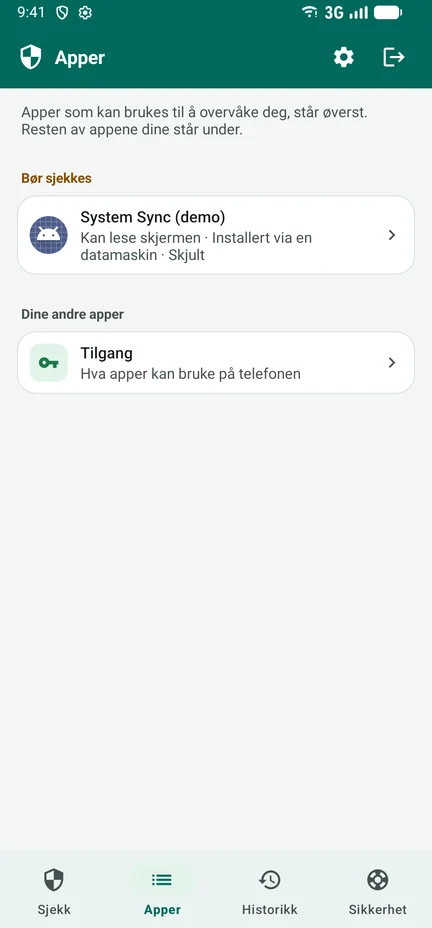 9:41
3G
Apper
Apper som kan brukes til å overvåke deg, står øverst.
Resten av appene dine står under.
Bør sjekkes
System Sync (demo)
Kan lese skjermen · Installert via en
datamaskin · Skjult
Dine andre apper
Tilgang
Hva apper kan bruke på telefonen
Sjekk
Apper
Historikk
Sikkerhet